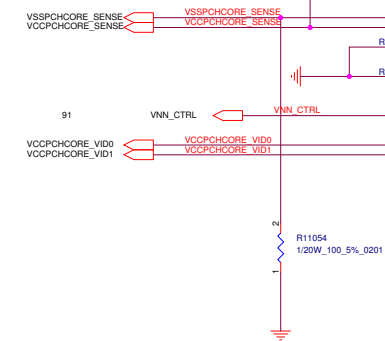 VSSPCHCORE_SENSE VSSPCHCORE_SENSE
VCCPCHCORE_SENSE VCCPCHCORE_SENSE
R
R
91 VNN_CTRL VNN_CTRL
VCCPCHCORE_VID0 VCCPCHCORE_VID0
VCCPCHCORE_VID1 VCCPCHCORE_VID1
2
R11054
1/20W_100_5%_0201
1